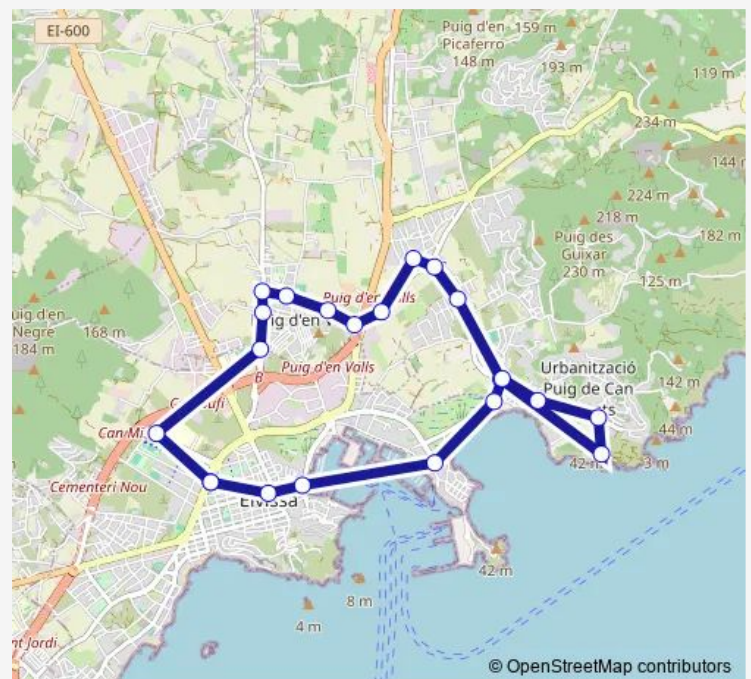 EI-600
Puig d'en
Picaferro
148 m
159 m
193 m
119 m
234 m
144
224 m
218 m
182 m
Puig des
Guixar
230 m
125 m
uig d'en
Negre
184 m
168 m
Puig d'en Valls
Puig d'en Valls
B
Urbanització
Puig de Can
142 m
44 m
42 m
3 m
Can Mi
Cementeri Nou
Eivissa
42 m
8 m
4 m
nt Jordi
© OpenStreetMap contributors